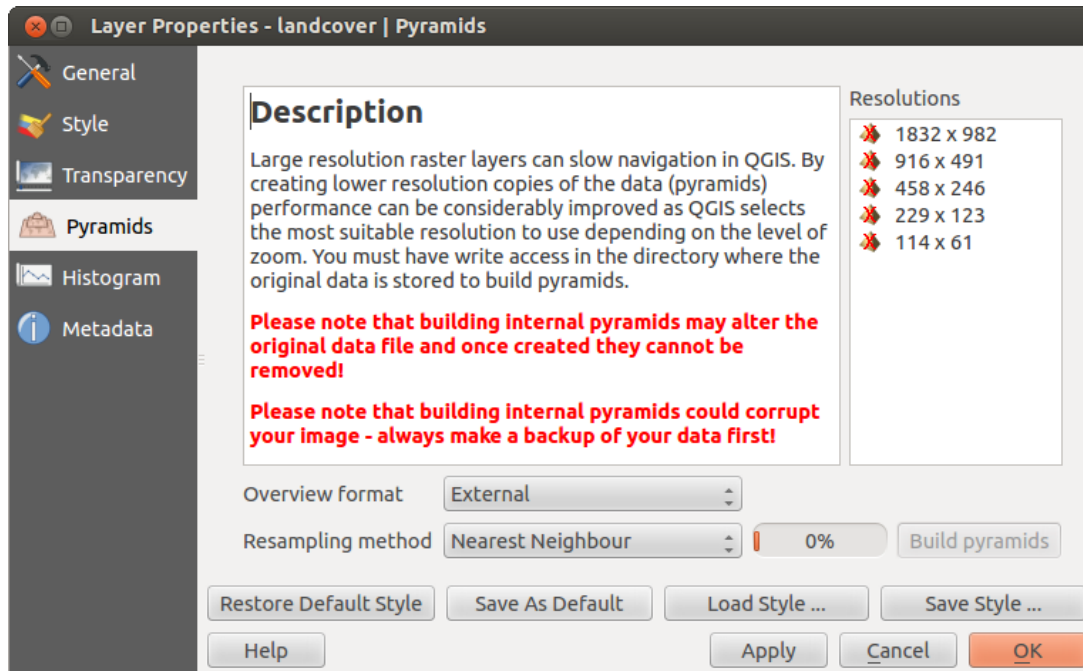 Layer Properties - landcover | Pyramids
General
Style
Transparency
Pyramids
Histogram
Metadata
Description
Large resolution raster layers can slow navigation in QGIS. By
creating lower resolution copies of the data (pyramids)
performance can be considerably improved as QGIS selects
the most suitable resolution to use depending on the level of
zoom. You must have write access in the directory where the
original data is stored to build pyramids.
Please note that building internal pyramids may alter the
original data file and once created they cannot be
removed!
Please note that building internal pyramids could corrupt
your image - always make a backup of your data first!
Resolutions
1832 x 982
916 x 491
458 x 246
229 x 123
114 x 61
Overview format External
Resampling method Nearest Neighbour 0% Build pyramids
Restore Default Style Save As Default Load Style ... Save Style ...
Help Apply Cancel OK